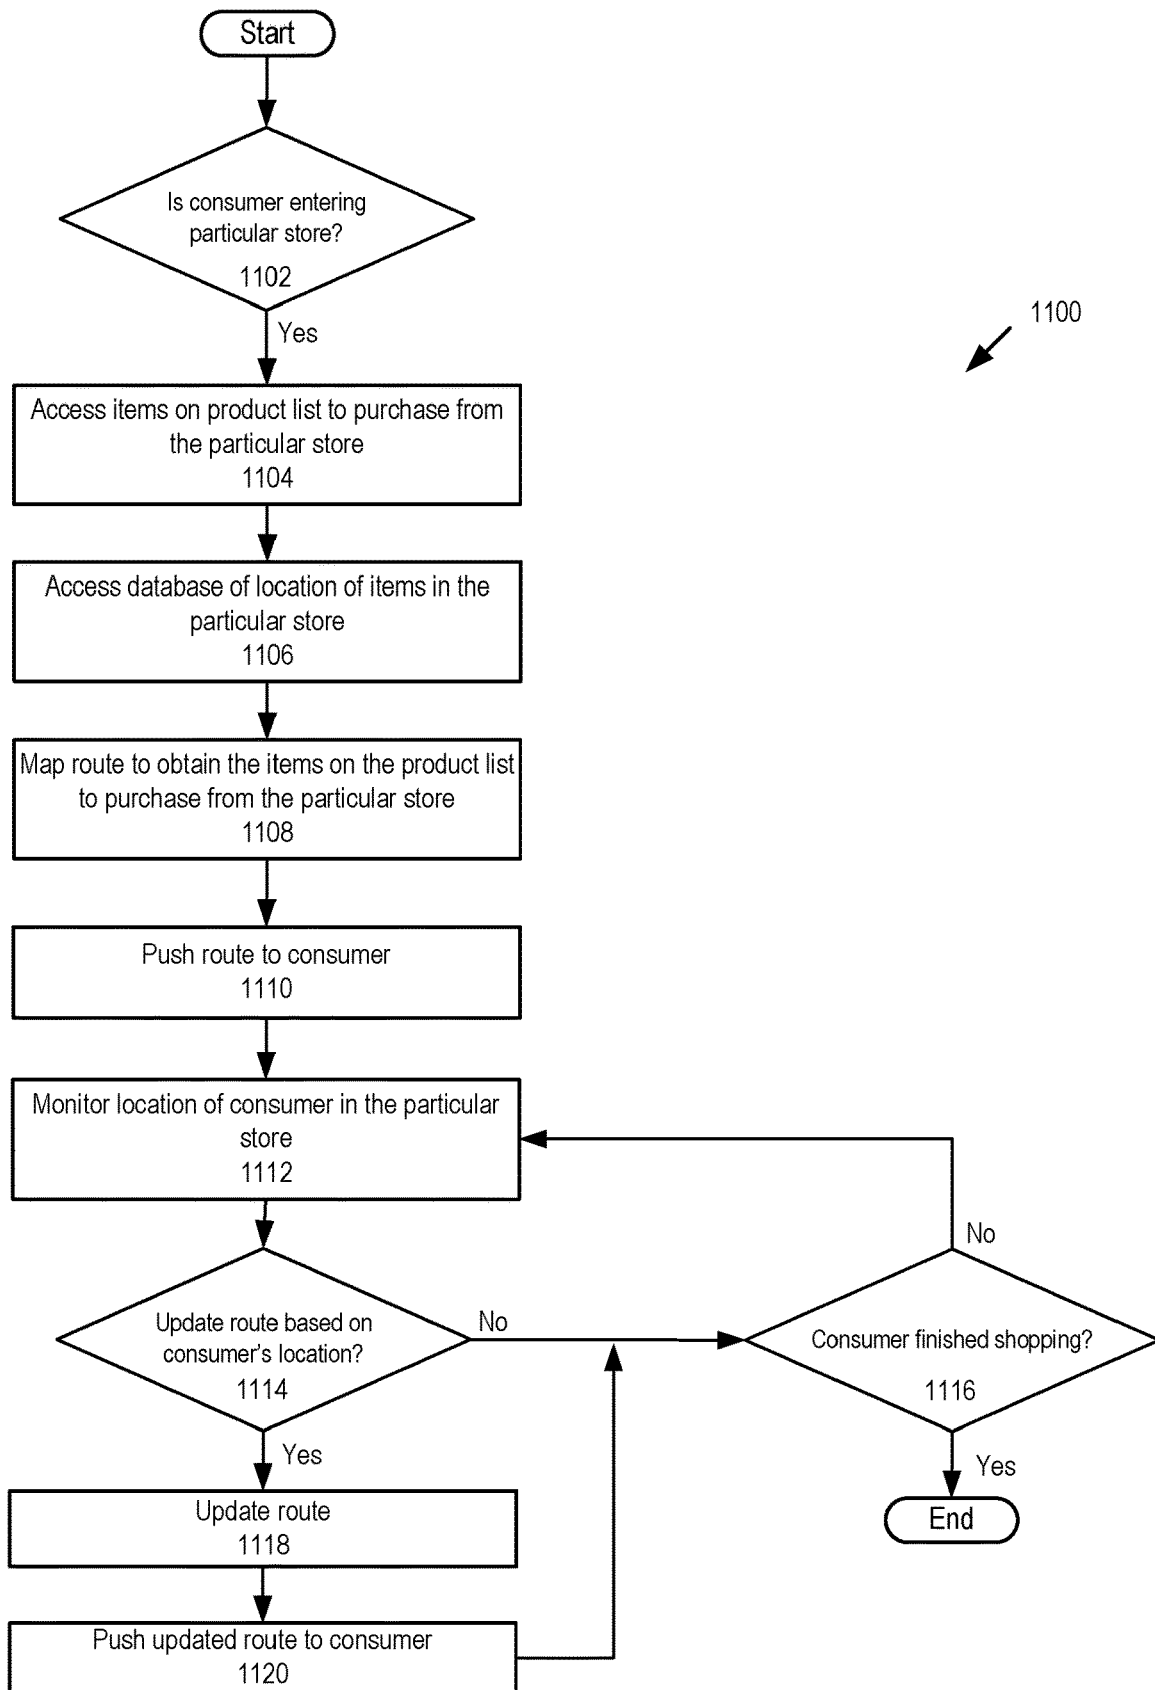 Start
Is consumer entering
particular store?
1102
Yes
1100
Access items on product list to purchase from
the particular store
1104
Access database of location of items in the
particular store
1106
Map route to obtain the items on the product list
to purchase from the particular store
1108
Push route to consumer
1110
Monitor location of consumer in the particular
store
1112
Update route based on
consumer's location?
1114
No
Yes
Consumer finished shopping?
1116
No
Yes
End
Update route
1118
Push updated route to consumer
1120